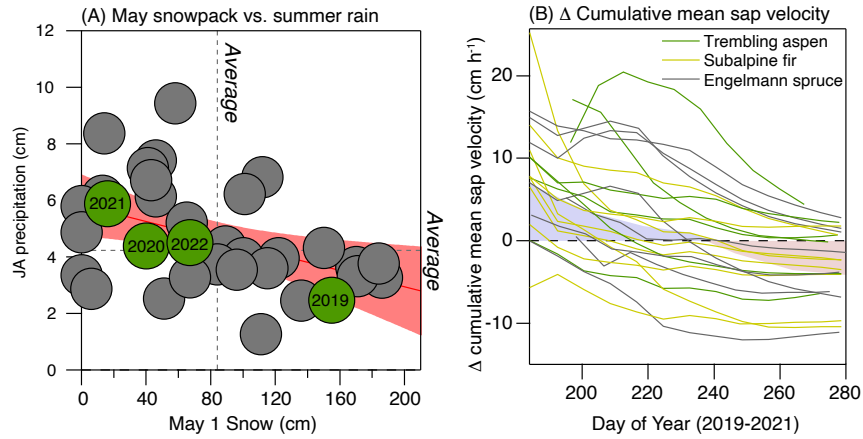 (A) May snowpack vs. summer rain
12
10
8
6
4
2
0
JA precipitation (cm)
Average
Average
2021
2020
2022
2019
0
40
80
120
160
200
May 1 Snow (cm)
(B) Δ Cumulative mean sap velocity
Trembling aspen
Subalpine fir
Engelmann spruce
20
10
0
-10
Δ cumulative mean sap velocity (cm h⁻¹)
200
220
240
260
280
Day of Year (2019-2021)